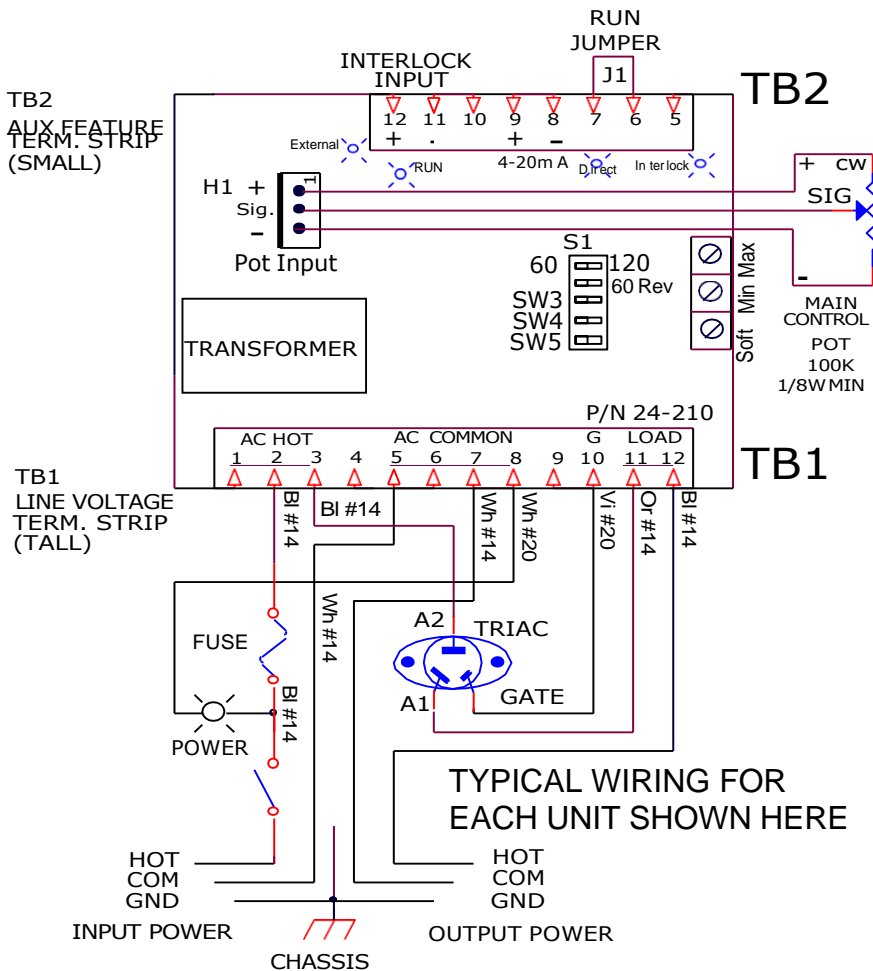 RUN
JUMPER
J1
INTERLOCK
INPUT
TB2
TB2
AUX FEATURE
TERM. STRIP
(SMALL)
12 11 10 9 8 7 6 5
+ - + -
External
RUN
4-20m A
Direct
Interlock
H1 +
Sig.
-
1
Pot Input
+ CW
SIG
-
MAIN
CONTROL
POT
100K
1/8W MIN
S1
60 120
60 Rev
SW3
SW4
SW5
Soft Min Max
TRANSFORMER
P/N 24-210
AC HOT AC COMMON G LOAD
1 2 3 4 5 6 7 8 9 10 11 12
TB1
TB1
LINE VOLTAGE
TERM. STRIP
(TALL)
Bl #14
Bl #14
Wh #14
Wh #20
Vi #20
Or #14
Bl #14
Wh #14
FUSE
Bl #14
POWER
A2
TRIAC
A1
GATE
TYPICAL WIRING FOR
EACH UNIT SHOWN HERE
HOT
COM
GND
INPUT POWER
HOT
COM
GND
OUTPUT POWER
CHASSIS